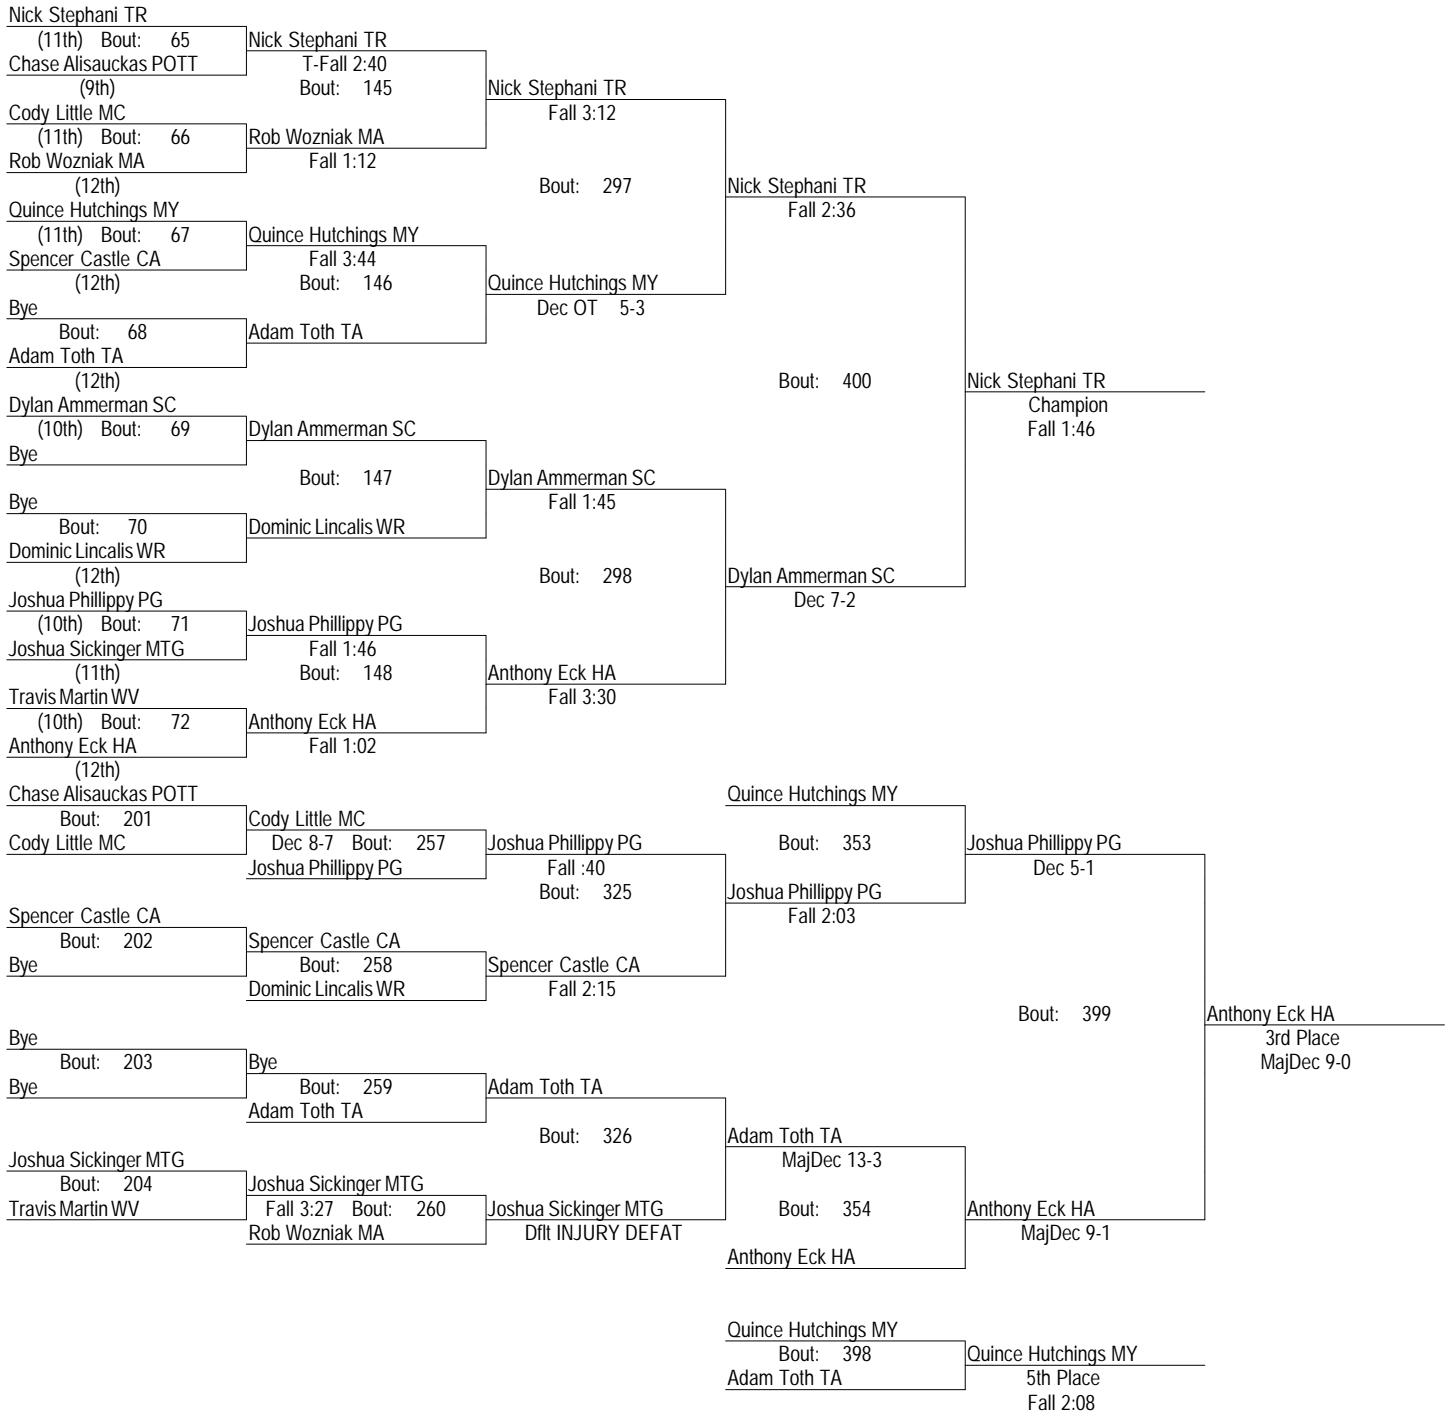 Nick Stephani TR
(11th) Bout: 65 Nick Stephani TR
Chase Alisauckas POTT T-Fall 2:40
(9th) Bout: 145 Nick Stephani TR
Cody Little MC Fall 3:12
(11th) Bout: 66 Rob Wozniak MA
Rob Wozniak MA Fall 1:12
(12th) Bout: 297 Nick Stephani TR
Quince Hutchings MY Fall 2:36
(11th) Bout: 67 Quince Hutchings MY
Spencer Castle CA Fall 3:44
(12th) Bout: 146 Quince Hutchings MY
Bye Dec OT 5-3
Bout: 68 Adam Toth TA
Adam Toth TA
(12th) Bout: 400 Nick Stephani TR
Dylan Ammerman SC Champion
(10th) Bout: 69 Dylan Ammerman SC Fall 1:46
Bye
Bout: 147 Dylan Ammerman SC
Bye Fall 1:45
Bout: 70 Dominic Lincalis WR
Dominic Lincalis WR
(12th) Bout: 298 Dylan Ammerman SC
Joshua Phillippy PG Dec 7-2
(10th) Bout: 71 Joshua Phillippy PG
Joshua Sickinger MTG Fall 1:46
(11th) Bout: 148 Anthony Eck HA
Travis Martin WV Fall 3:30
(10th) Bout: 72 Anthony Eck HA
Anthony Eck HA Fall 1:02
(12th)
Chase Alisauckas POTT Quince Hutchings MY
Bout: 201 Cody Little MC
Cody Little MC Dec 8-7 Bout: 257 Joshua Phillippy PG Bout: 353 Joshua Phillippy PG
Joshua Phillippy PG Fall :40 Dec 5-1
Bout: 325 Joshua Phillippy PG
Spencer Castle CA Fall 2:03
Bout: 202 Spencer Castle CA
Bye Bout: 258 Spencer Castle CA
Dominic Lincalis WR Fall 2:15
Bout: 399 Anthony Eck HA
Bye 3rd Place
Bout: 203 Bye MajDec 9-0
Bye Bout: 259 Adam Toth TA
Adam Toth TA
Bout: 326 Adam Toth TA
Joshua Sickinger MTG MajDec 13-3
Bout: 204 Joshua Sickinger MTG
Travis Martin WV Fall 3:27 Bout: 260 Joshua Sickinger MTG Bout: 354 Anthony Eck HA
Rob Wozniak MA Dflt INJURY DEFAT MajDec 9-1
Anthony Eck HA
Quince Hutchings MY
Bout: 398 Quince Hutchings MY
Adam Toth TA 5th Place
Fall 2:08